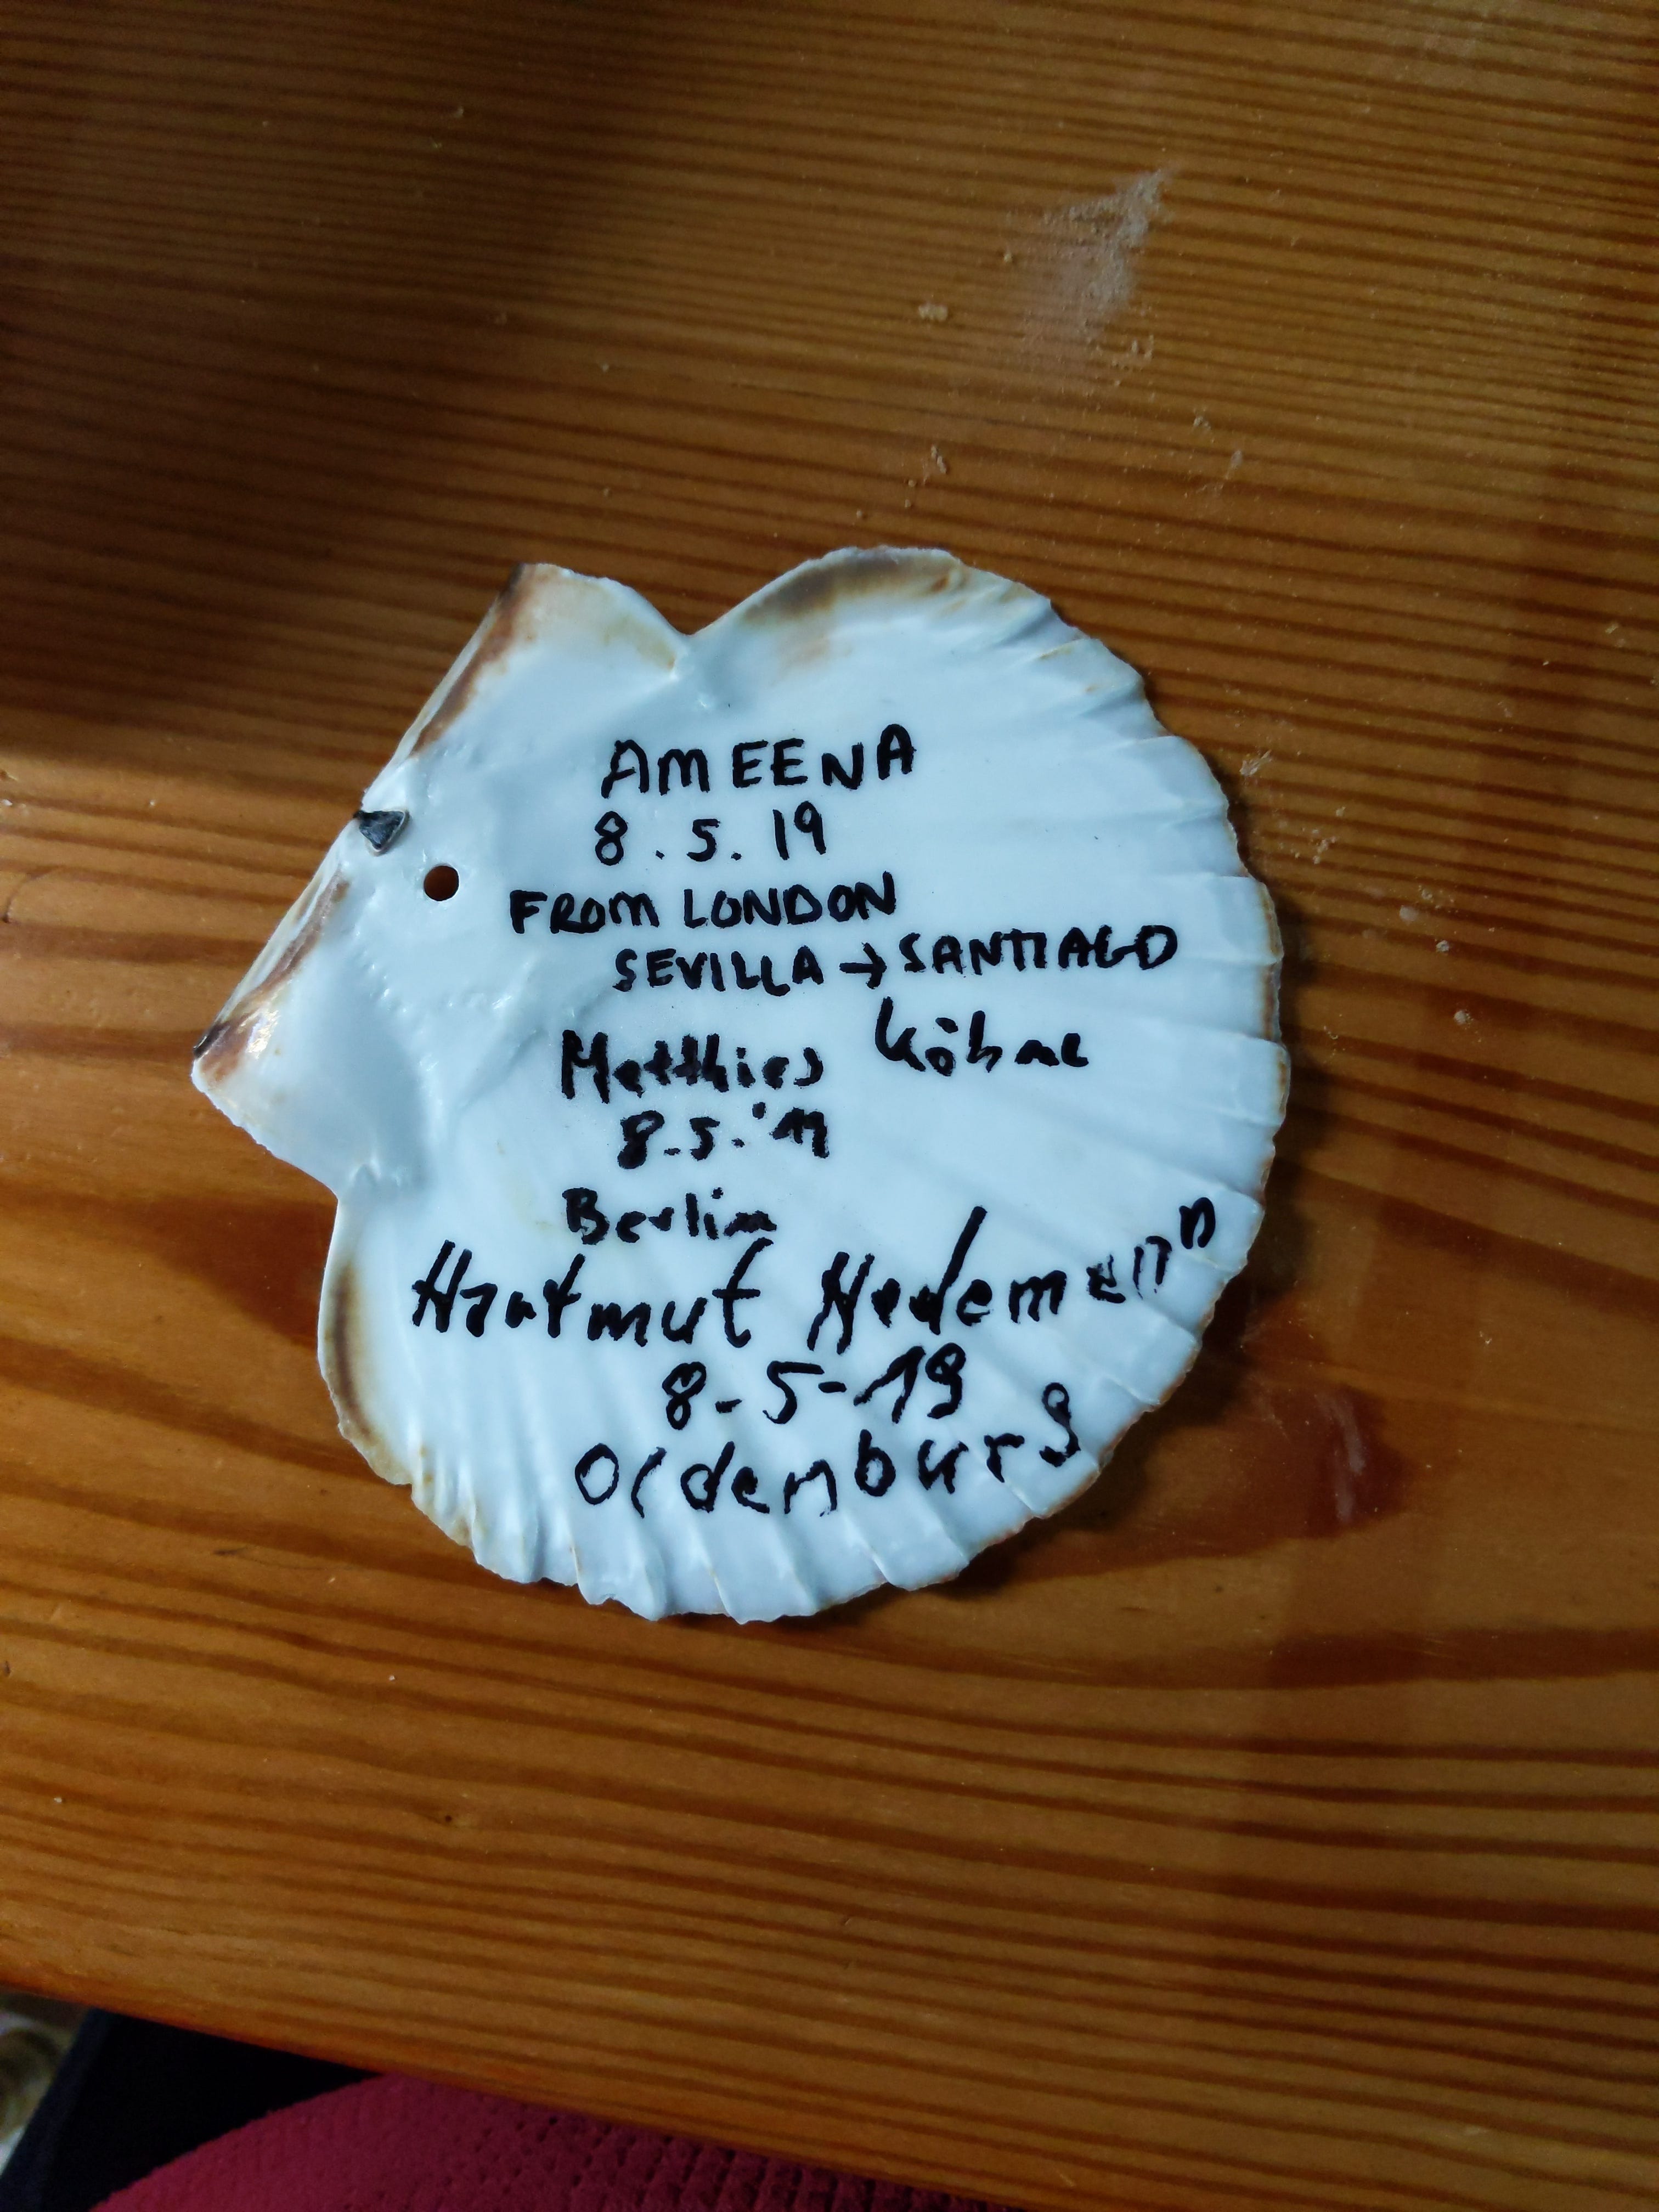 AMEENA
8.5.19
FROM LONDON
SEVILLA → SANTIAGO
Matthias Köhne
8.5.'19
Berlin
Hartmut Hedemann
8-5-19
Oldenburg